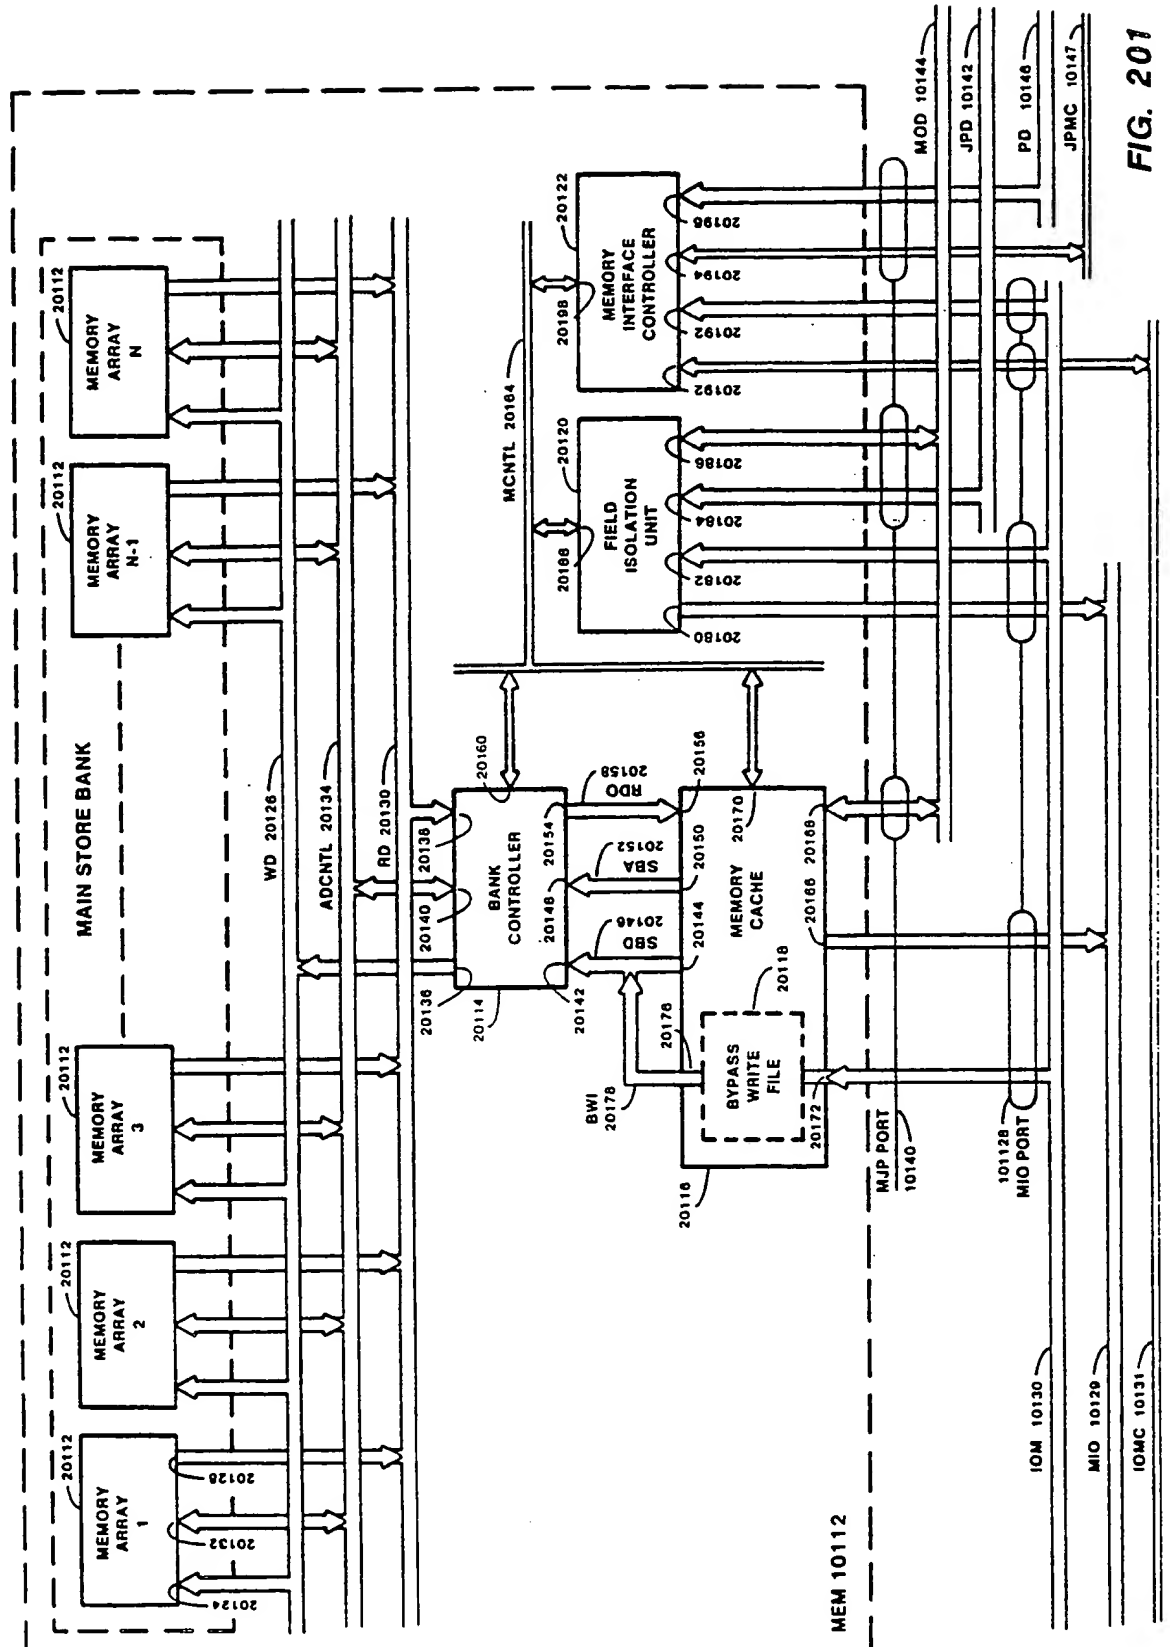 MAIN STORE BANK
20112
MEMORY
ARRAY
1
20124
20132
20128
20112
MEMORY
ARRAY
2
20112
MEMORY
ARRAY
3
20112
MEMORY
ARRAY
N-1
20112
MEMORY
ARRAY
N
WD 20126
ADCNTL 20134
RD 20130
20136
20140
20138
20114
BANK
CONTROLLER
20160
20142
20148
20154
SBD
20146
SBA
20152
RDO
20158
BWI
20178
20176
20144
20150
20156
20116
MEMORY
CACHE
20118
BYPASS
WRITE
FILE
20170
20172
20166
20168
MCNTL 20164
20188
20120
FIELD
ISOLATION
UNIT
20180
20182
20184
20186
20198
20122
MEMORY
INTERFACE
CONTROLLER
20192
20192
20194
20196
MEM 10112
MJP PORT
10140
101128
MIO PORT
MOD 10144
JPD 10142
PD 10146
JPMC 10147
IOM 10130
MIO 10129
IOMC 10131
FIG. 201